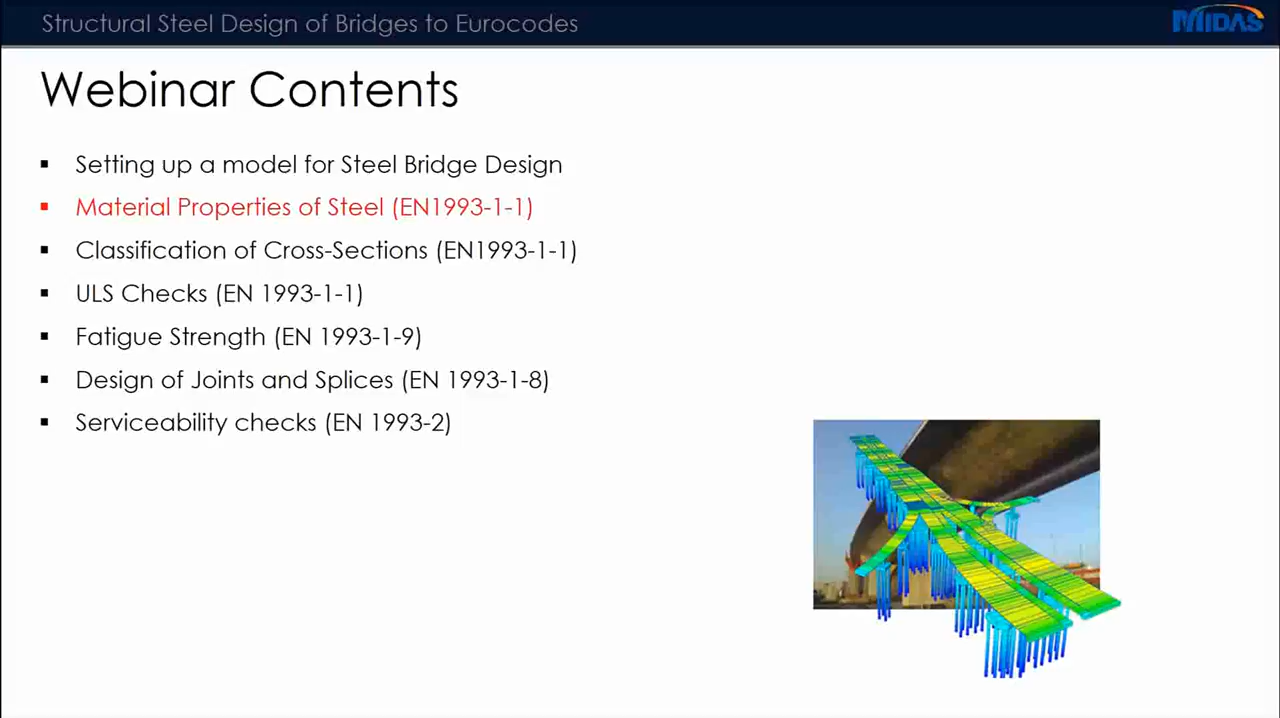 Structural Steel Design of Bridges to Eurocodes
MIDAS
Webinar Contents
▪ Setting up a model for Steel Bridge Design
▪ Material Properties of Steel (EN1993-1-1)
▪ Classification of Cross-Sections (EN1993-1-1)
▪ ULS Checks (EN 1993-1-1)
▪ Fatigue Strength (EN 1993-1-9)
▪ Design of Joints and Splices (EN 1993-1-8)
▪ Serviceability checks (EN 1993-2)